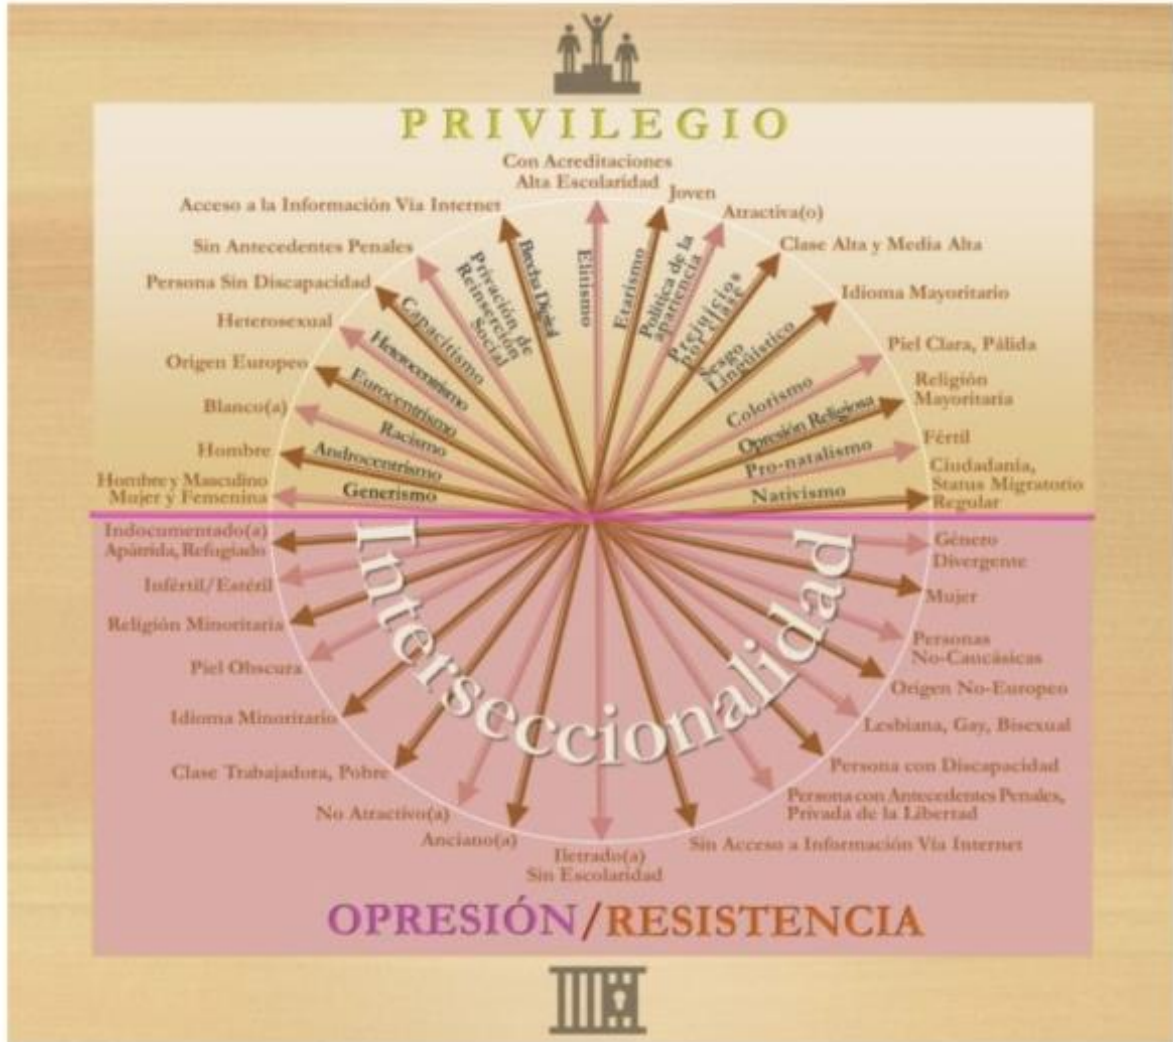 PRIVILEGIO
Con Acreditaciones
Alta Escolaridad
Joven
Atractiva(o)
Clase Alta y Media Alta
Idioma Mayoritario
Piel Clara, Pálida
Religión
Mayoritaria
Fértil
Ciudadanía,
Status Migratorio
Regular
Acceso a la Información Vía Internet
Sin Antecedentes Penales
Persona Sin Discapacidad
Heterosexual
Origen Europeo
Blanco(a)
Hombre
Hombre y Masculino
Mujer y Femenina
Generismo
Androcentrismo
Racismo
Eurocentrismo
Heterocentrismo
Capacitismo
Privación de
Reinserción
Social
Brecha Digital
Elitismo
Etarismo
Política de la
apariencia
Prejuicios
por clase
Sesgo
Lingüístico
Colorismo
Opresión Religiosa
Pro-natalismo
Nativismo
Interseccionalidad
Indocumentado(a)
Apátrida, Refugiado
Infértil/Estéril
Religión Minoritaria
Piel Obscura
Idioma Minoritario
Clase Trabajadora, Pobre
No Atractivo(a)
Anciano(a)
Iletrado(a)
Sin Escolaridad
Género
Divergente
Mujer
Personas
No-Caucásicas
Origen No-Europeo
Lesbiana, Gay, Bisexual
Persona con Discapacidad
Persona con Antecedentes Penales,
Privada de la Libertad
Sin Acceso a Información Vía Internet
OPRESIÓN/RESISTENCIA